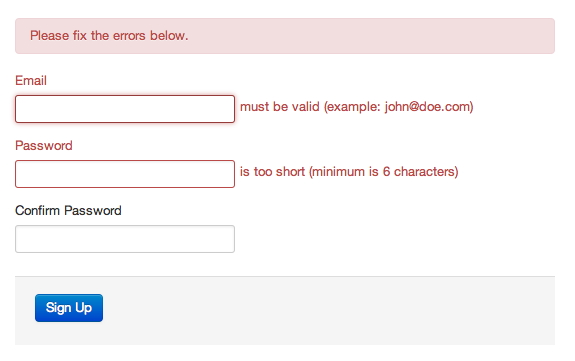 Please fix the errors below.
Email
must be valid (example: john@doe.com)
Password
is too short (minimum is 6 characters)
Confirm Password
Sign Up